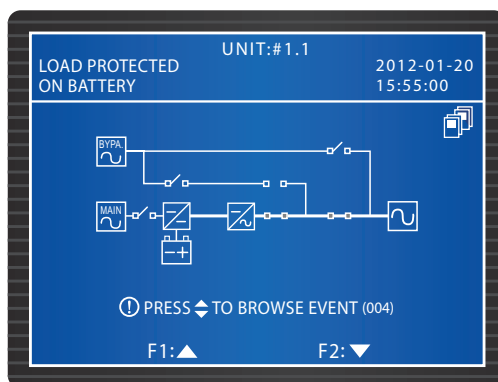 UNIT:#1.1
LOAD PROTECTED
ON BATTERY
2012-01-20
15:55:00
BYPA.
MAIN
PRESS TO BROWSE EVENT (004)
F1:
F2: